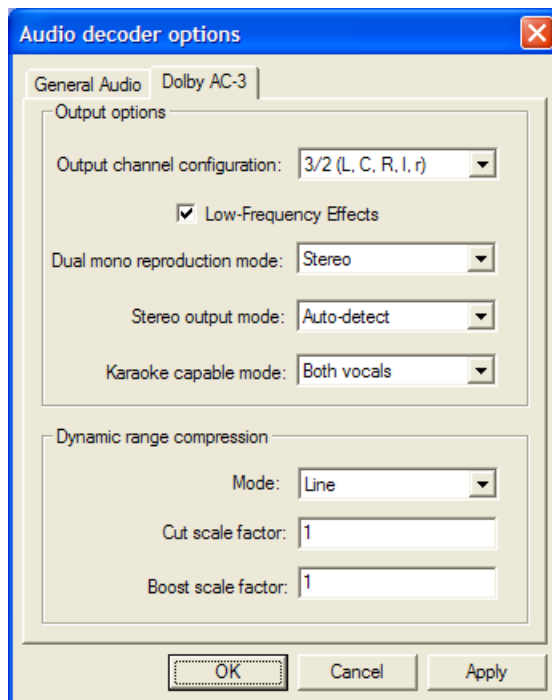 Audio decoder options
General Audio
Dolby AC-3
Output options
Output channel configuration: 3/2 (L, C, R, l, r)
Low-Frequency Effects
Dual mono reproduction mode: Stereo
Stereo output mode: Auto-detect
Karaoke capable mode: Both vocals
Dynamic range compression
Mode: Line
Cut scale factor: 1
Boost scale factor: 1
OK Cancel Apply